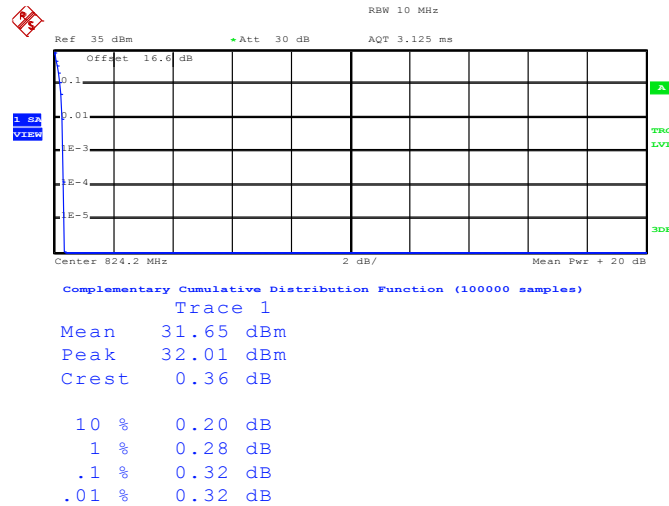 RBW 10 MHz
Ref 35 dBm * Att 30 dB AQT 3.125 ms
Offset 16.6 dB
0.1
A
0.01
1 SA
VIEW
TRG
LVL
1E-3
1E-4
1E-5
3DB
Center 824.2 MHz 2 dB/ Mean Pwr + 20 dB
Complementary Cumulative Distribution Function (100000 samples)
Trace 1
Mean 31.65 dBm
Peak 32.01 dBm
Crest 0.36 dB
10 % 0.20 dB
1 % 0.28 dB
.1 % 0.32 dB
.01 % 0.32 dB